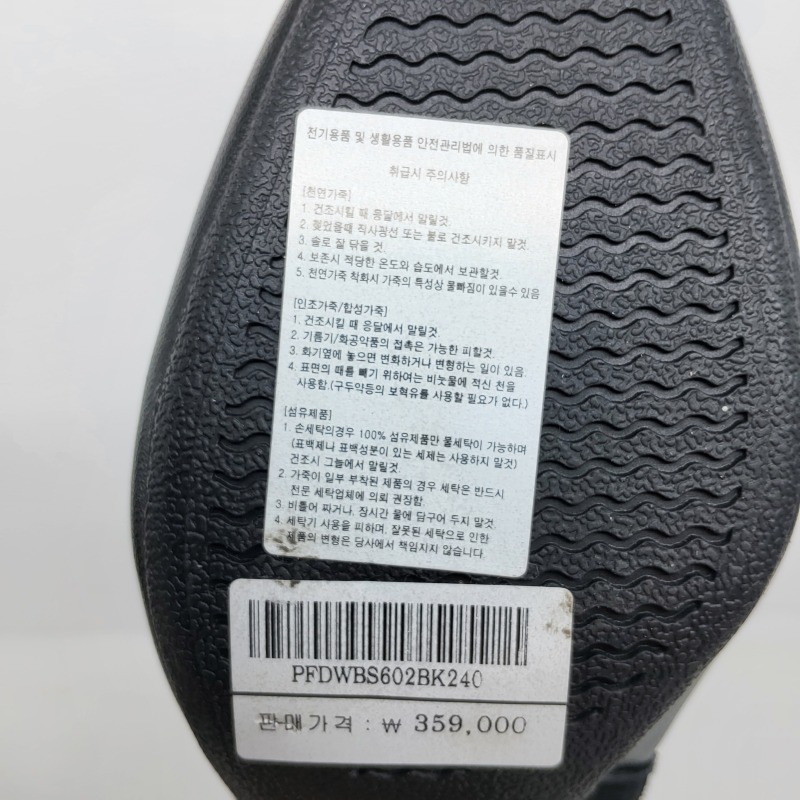 전기용품 및 생활용품 안전관리법에 의한 품질표시
취급시 주의사항
[천연가죽]
1. 건조시킬 때 응달에서 말릴것.
2. 젖었을때 직사광선 또는 불로 건조시키지 말것.
3. 솔로 잘 닦을 것.
4. 보존시 적당한 온도와 습도에서 보관할것.
5. 천연가죽 착화시 가죽의 특성상 물빠짐이 있을수 있음
[인조가죽/합성가죽]
1. 건조시킬 때 응달에서 말릴것.
2. 기름기/화공약품의 접촉은 가능한 피할것.
3. 화기옆에 놓으면 변화하거나 변형하는 일이 있음.
4. 표면의 때를 빼기 위하여는 비눗물에 적신 천을
사용함.(구두약등의 보혁유를 사용할 필요가 없다.)
[섬유제품]
1. 손세탁의경우 100% 섬유제품만 물세탁이 가능하며
(표백제나 표백성분이 있는 세제는 사용하지 말것)
건조시 그늘에서 말릴것.
2. 가죽이 일부 부착된 제품의 경우 세탁은 반드시
전문 세탁업체에 의뢰 권장함.
3. 비틀어 짜거나, 장시간 물에 담구어 두지 말것.
4. 세탁기 사용을 피하며, 잘못된 세탁으로 인한
제품의 변형은 당사에서 책임지지 않습니다.
PFDWBS602BK240
판매가격 : ₩ 359,000